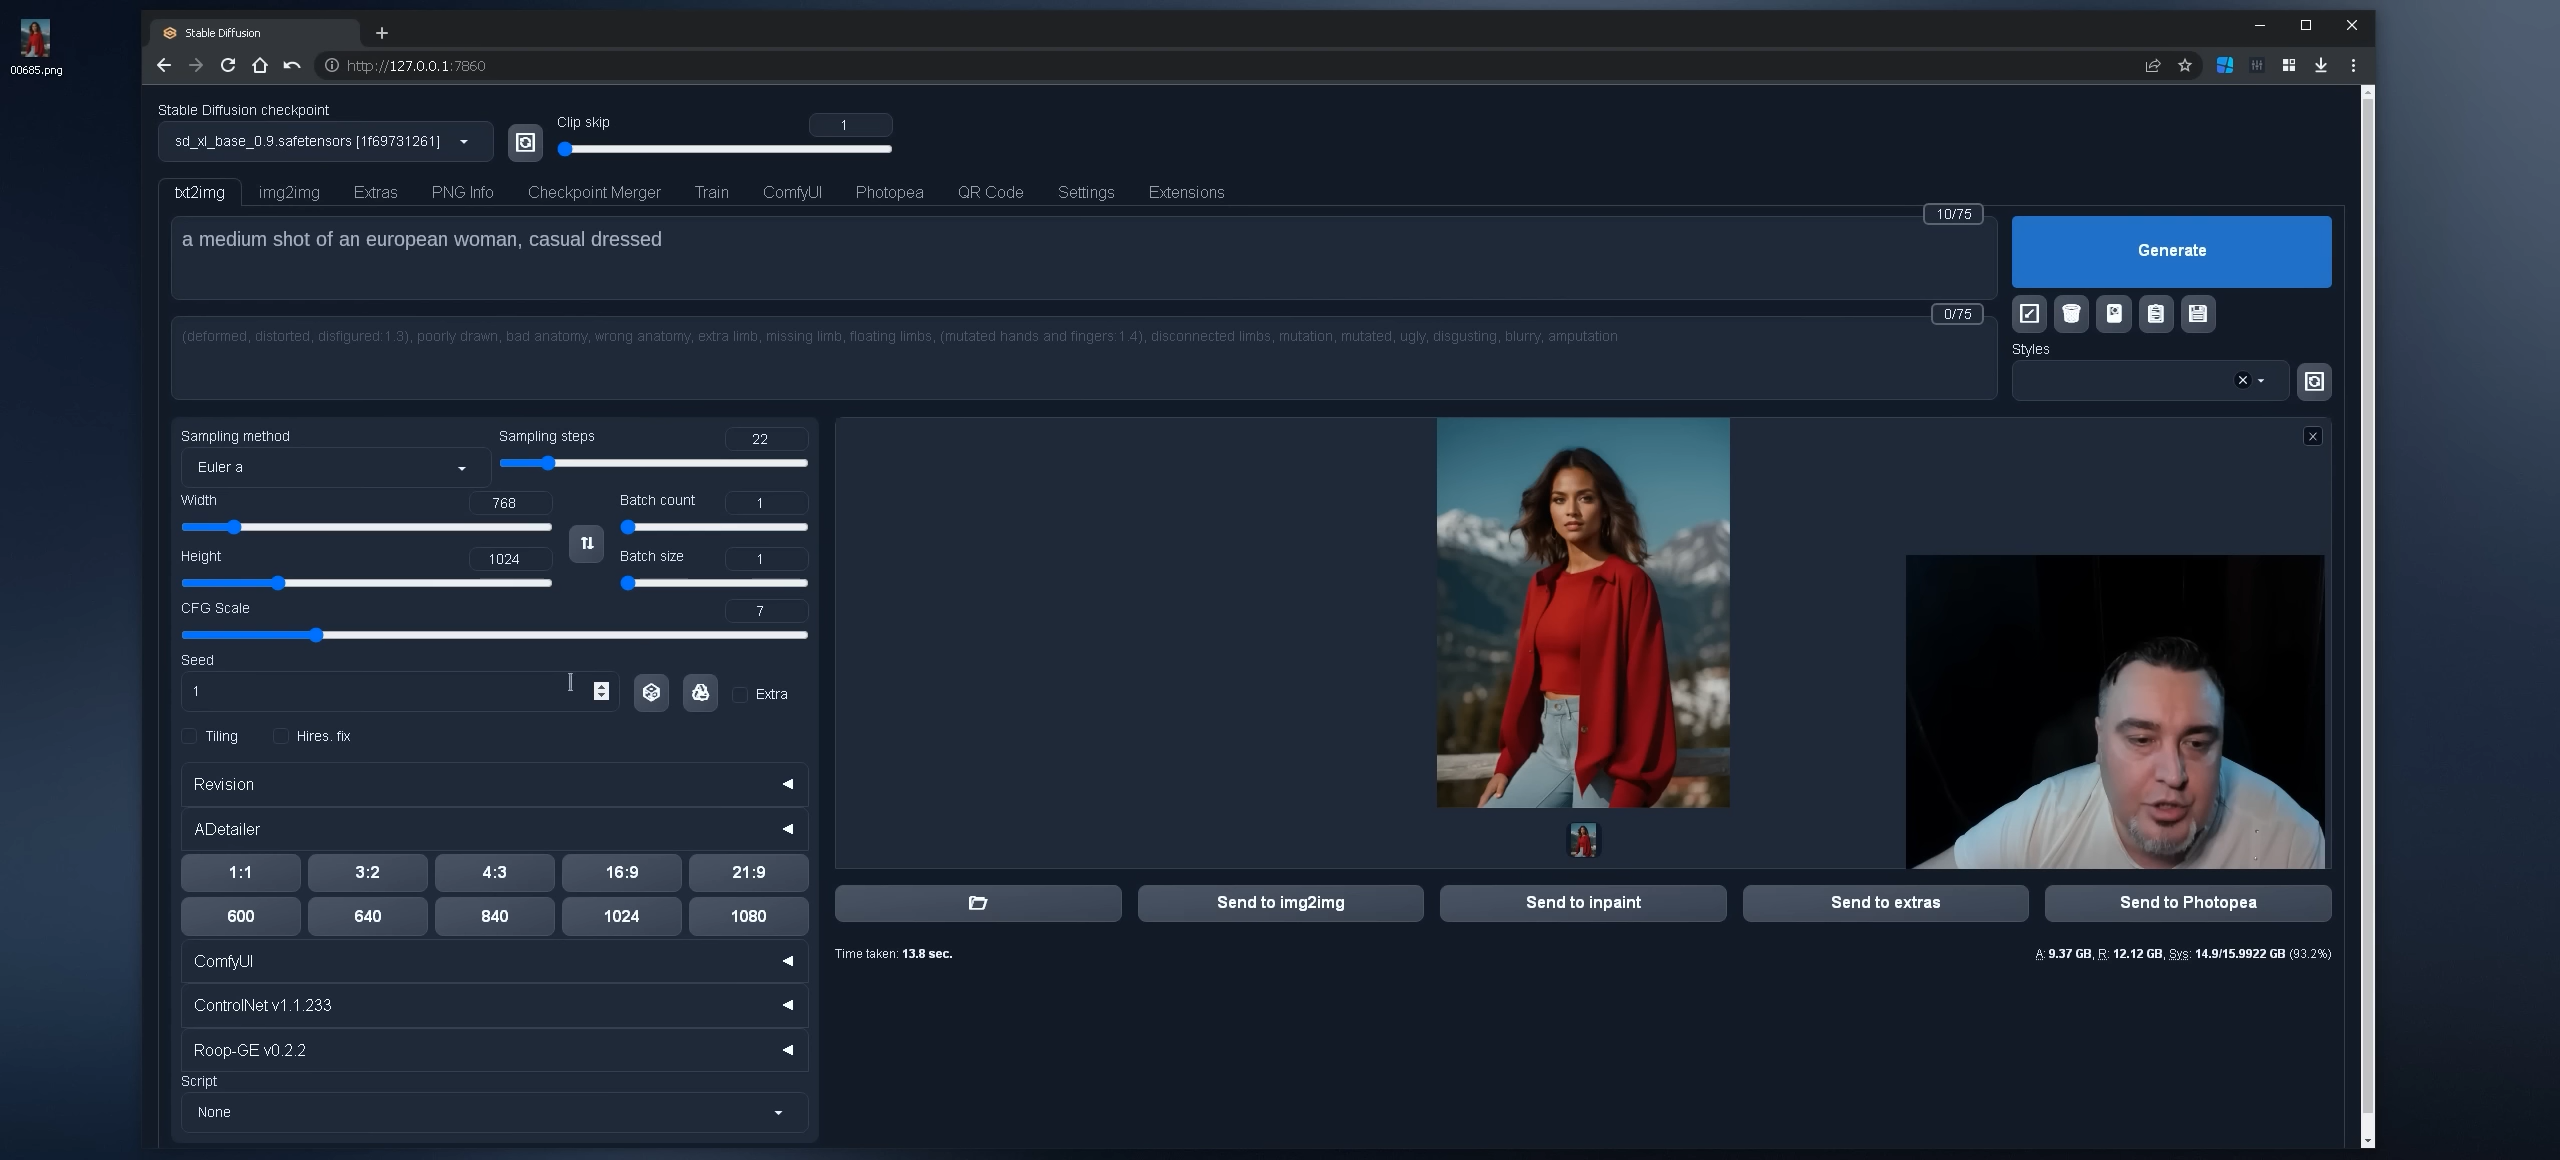 00685.png
Stable Diffusion
http://127.0.0.1:7860
Stable Diffusion checkpoint
sd_xl_base_0.9.safetensors [1f69731261]
Clip skip
1
txt2img
img2img
Extras
PNG Info
Checkpoint Merger
Train
ComfyUI
Photopea
QR Code
Settings
Extensions
10/75
a medium shot of an european woman, casual dressed
Generate
0/75
(deformed, distorted, disfigured:1.3), poorly drawn, bad anatomy, wrong anatomy, extra limb, missing limb, floating limbs, (mutated hands and fingers:1.4), disconnected limbs, mutation, mutated, ugly, disgusting, blurry, amputation
Styles
Sampling method
Euler a
Sampling steps
22
Width
768
Batch count
1
Height
1024
Batch size
1
CFG Scale
7
Seed
1
Extra
Tiling
Hires. fix
Revision
ADetailer
1:1
3:2
4:3
16:9
21:9
600
640
840
1024
1080
ComfyUI
ControlNet v1.1.233
Roop-GE v0.2.2
Script
None
Send to img2img
Send to inpaint
Send to extras
Send to Photopea
Time taken: 13.8 sec.
A: 9.37 GB, R: 12.12 GB, Sys: 14.9/15.9922 GB (93.2%)